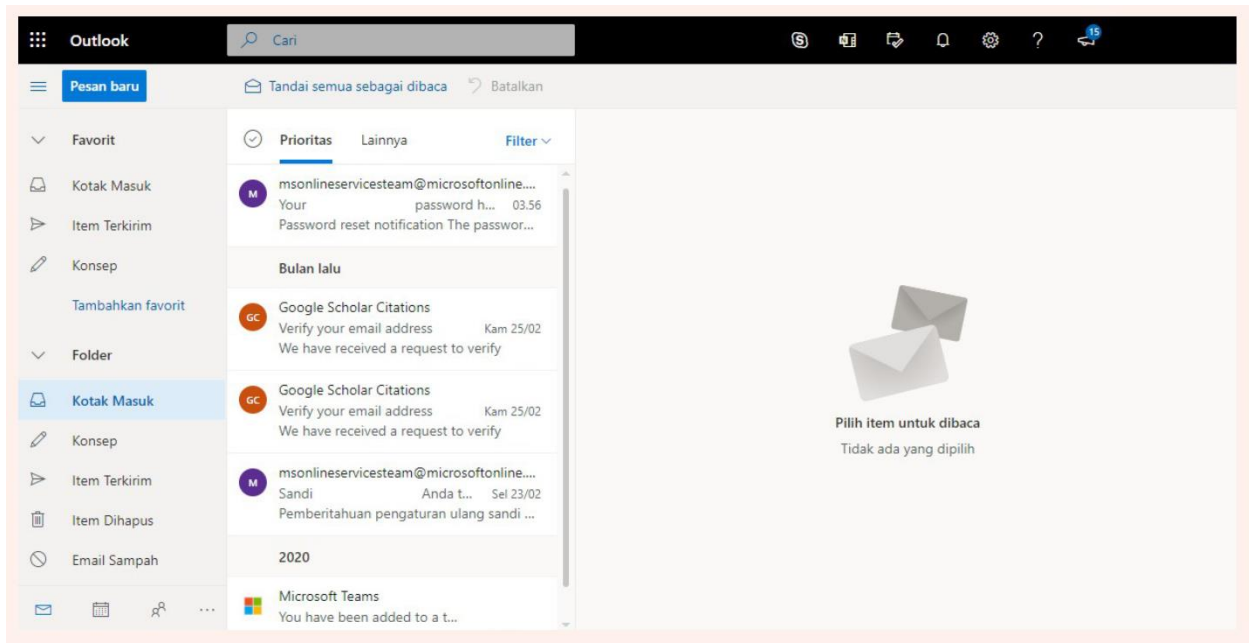 Outlook
Cari
15
Pesan baru
Tandai semua sebagai dibaca
Batalkan
Favorit
Kotak Masuk
Item Terkirim
Konsep
Tambahkan favorit
Folder
Kotak Masuk
Konsep
Item Terkirim
Item Dihapus
Email Sampah
Prioritas Lainnya Filter
M
msonlineservicesteam@microsoftonline....
Your password h... 03.56
Password reset notification The passwor...
Bulan lalu
GC
Google Scholar Citations
Verify your email address Kam 25/02
We have received a request to verify
GC
Google Scholar Citations
Verify your email address Kam 25/02
We have received a request to verify
M
msonlineservicesteam@microsoftonline....
Sandi Anda t... Sel 23/02
Pemberitahuan pengaturan ulang sandi ...
2020
Microsoft Teams
You have been added to a t...
Pilih item untuk dibaca
Tidak ada yang dipilih